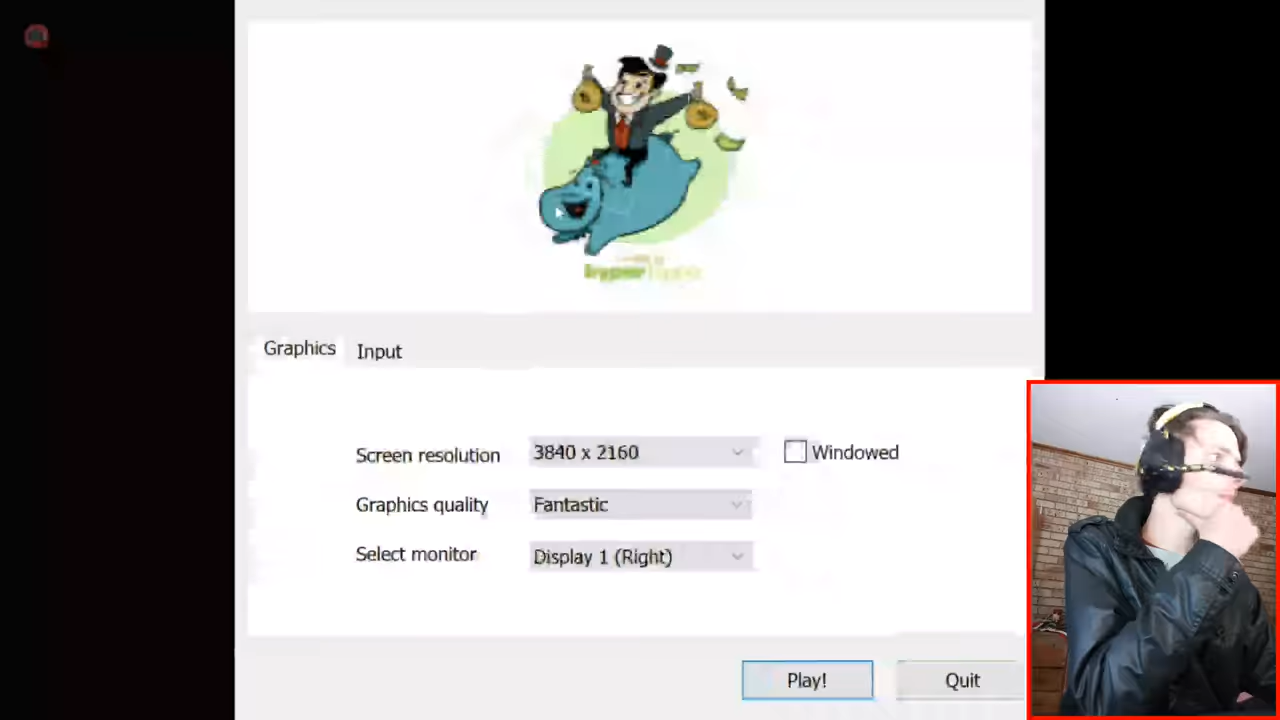 Graphics Input
Screen resolution 3840 x 2160 Windowed
Graphics quality Fantastic
Select monitor Display 1 (Right)
Play! Quit